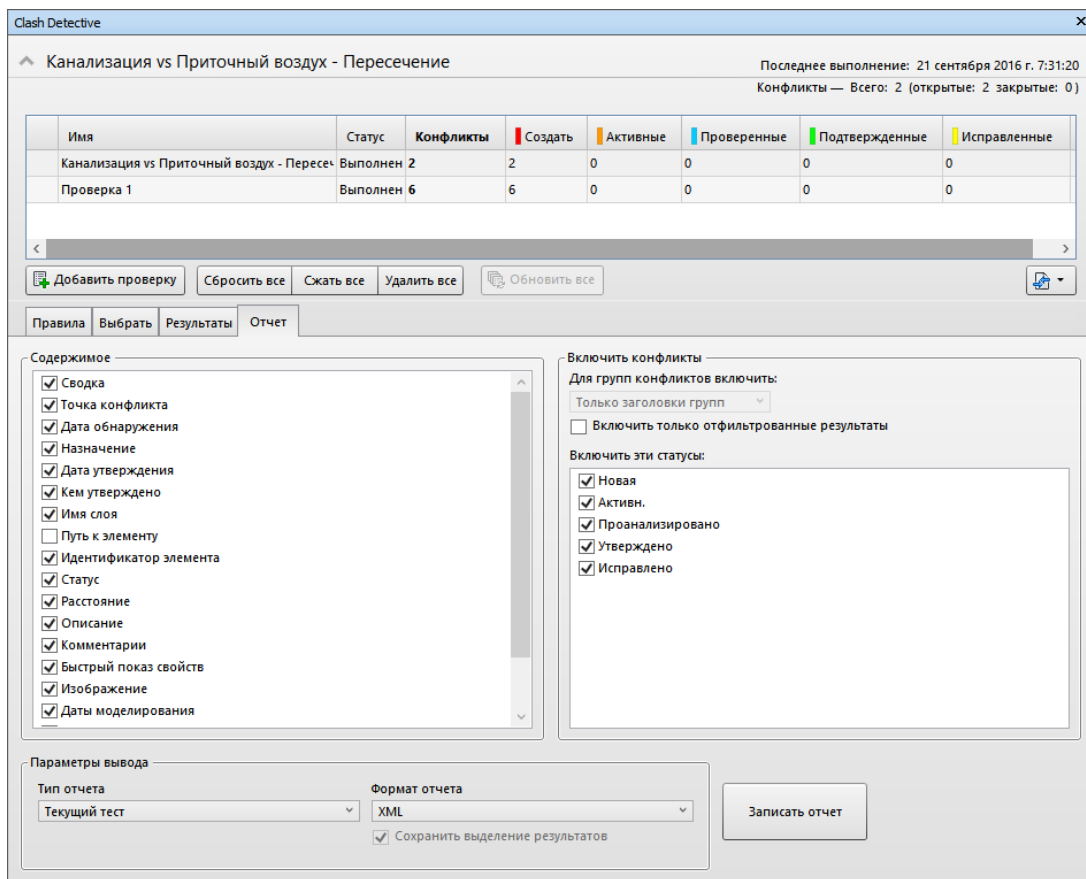 Clash Detective
Канализация vs Приточный воздух - Пересечение
Последнее выполнение: 21 сентября 2016 г. 7:31:20
Конфликты — Всего: 2 (открытые: 2 закрытые: 0)
Имя Статус Конфликты Создать Активные Проверенные Подтвержденные Исправленные
Канализация vs Приточный воздух - Пересеч Выполнен 2 2 0 0 0 0
Проверка 1 Выполнен 6 6 0 0 0 0
Добавить проверку Сбросить все Сжать все Удалить все Обновить все
Правила Выбрать Результаты Отчет
Содержимое
Сводка
Точка конфликта
Дата обнаружения
Назначение
Дата утверждения
Кем утверждено
Имя слоя
Путь к элементу
Идентификатор элемента
Статус
Расстояние
Описание
Комментарии
Быстрый показ свойств
Изображение
Даты моделирования
Включить конфликты
Для групп конфликтов включить:
Только заголовки групп
Включить только отфильтрованные результаты
Включить эти статусы:
Новая
Активн.
Проанализировано
Утверждено
Исправлено
Параметры вывода
Тип отчета Формат отчета
Текущий тест XML
Сохранить выделение результатов
Записать отчет